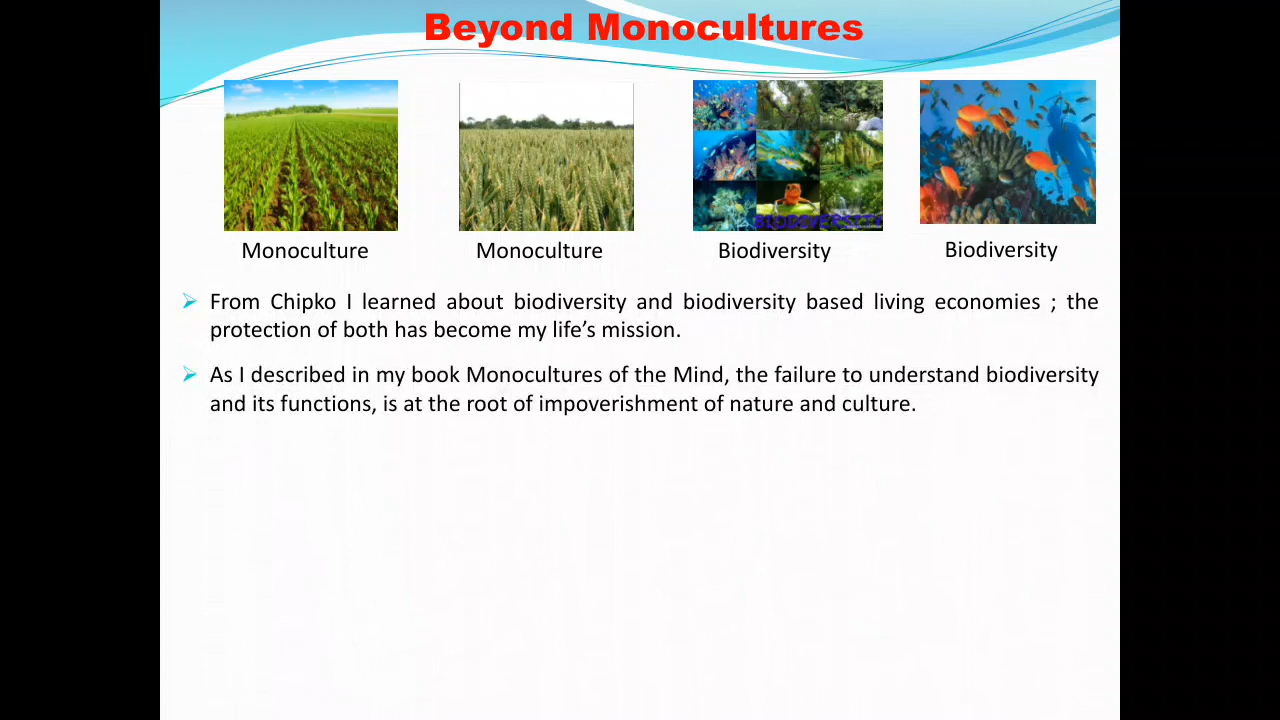 Beyond Monocultures
BIODIVERSITY
Monoculture
Monoculture
Biodiversity
Biodiversity
From Chipko I learned about biodiversity and biodiversity based living economies ; the
protection of both has become my life’s mission.
As I described in my book Monocultures of the Mind, the failure to understand biodiversity
and its functions, is at the root of impoverishment of nature and culture.